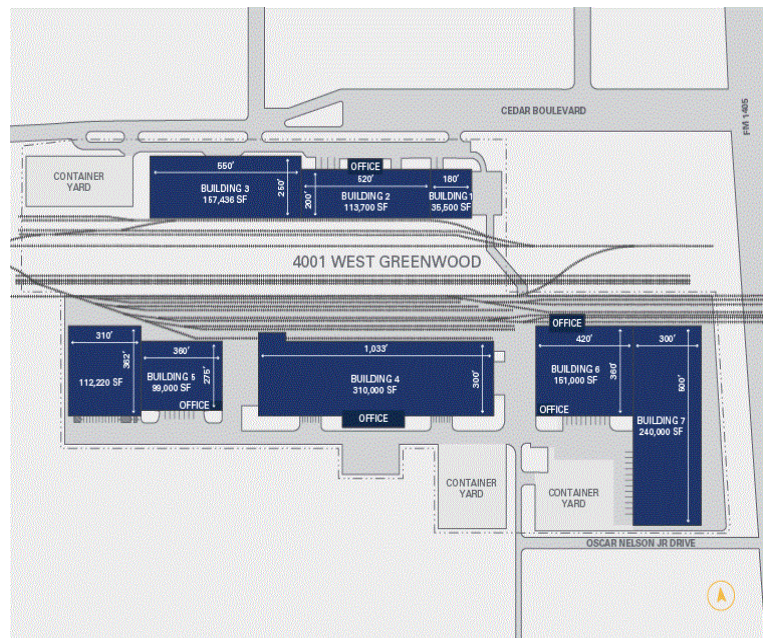 CEDAR BOULEVARD
FM 1405
CONTAINER
YARD
550'
250'
BUILDING 3
157,436 SF
OFFICE
520'
200'
BUILDING 2
113,700 SF
180'
BUILDING 1
35,500 SF
4001 WEST GREENWOOD
310'
362'
112,220 SF
360'
275'
BUILDING 5
99,000 SF
OFFICE
1,033'
300'
BUILDING 4
310,000 SF
OFFICE
OFFICE
420'
360'
BUILDING 6
151,000 SF
OFFICE
300'
BUILDING 7
240,000 SF
CONTAINER
YARD
CONTAINER
YARD
OSCAR NELSON JR DRIVE